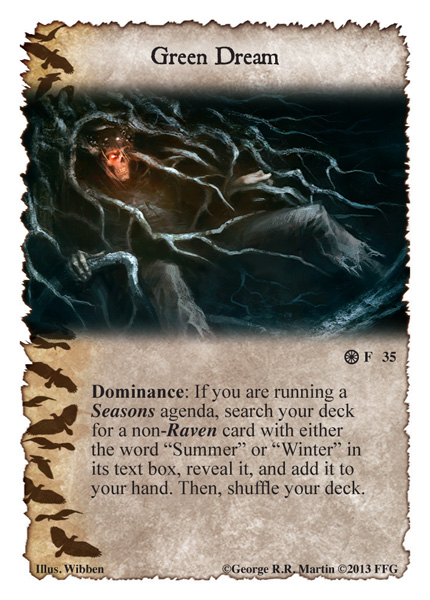 Green Dream
F 35
Dominance: If you are running a
Seasons agenda, search your deck
for a non-Raven card with either
the word “Summer” or “Winter” in
its text box, reveal it, and add it to
your hand. Then, shuffle your deck.
Illus. Wibben
©George R.R. Martin ©2013 FFG